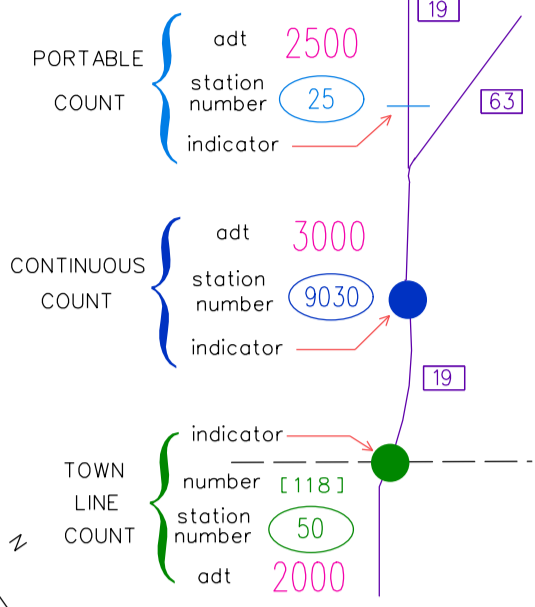 19
PORTABLE
COUNT
adt 2500
station
number 25
indicator
63
CONTINUOUS
COUNT
adt 3000
station
number 9030
indicator
19
TOWN
LINE
COUNT
indicator
number [118]
station
number 50
adt 2000
N